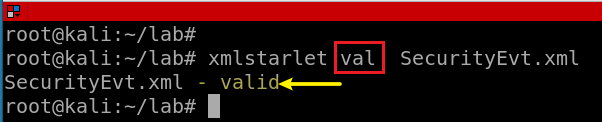 root@kali:~/lab#
root@kali:~/lab# xmlstarlet val SecurityEvt.xml
SecurityEvt.xml - valid
root@kali:~/lab#